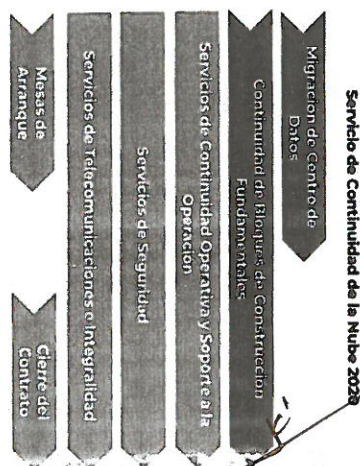 Servicio de Continuidad de la Nube
Migracion de Centro de
Datos
Continuidad de Bloques de Construccion
Fundamentales
Servicios de Continuidad Operativa y Soporte a la
Operación
Servicios de Seguridad
Servicios de Telecomunicaciones e Integralidad
Mesas de
Arranque
Cierre del
Contrato